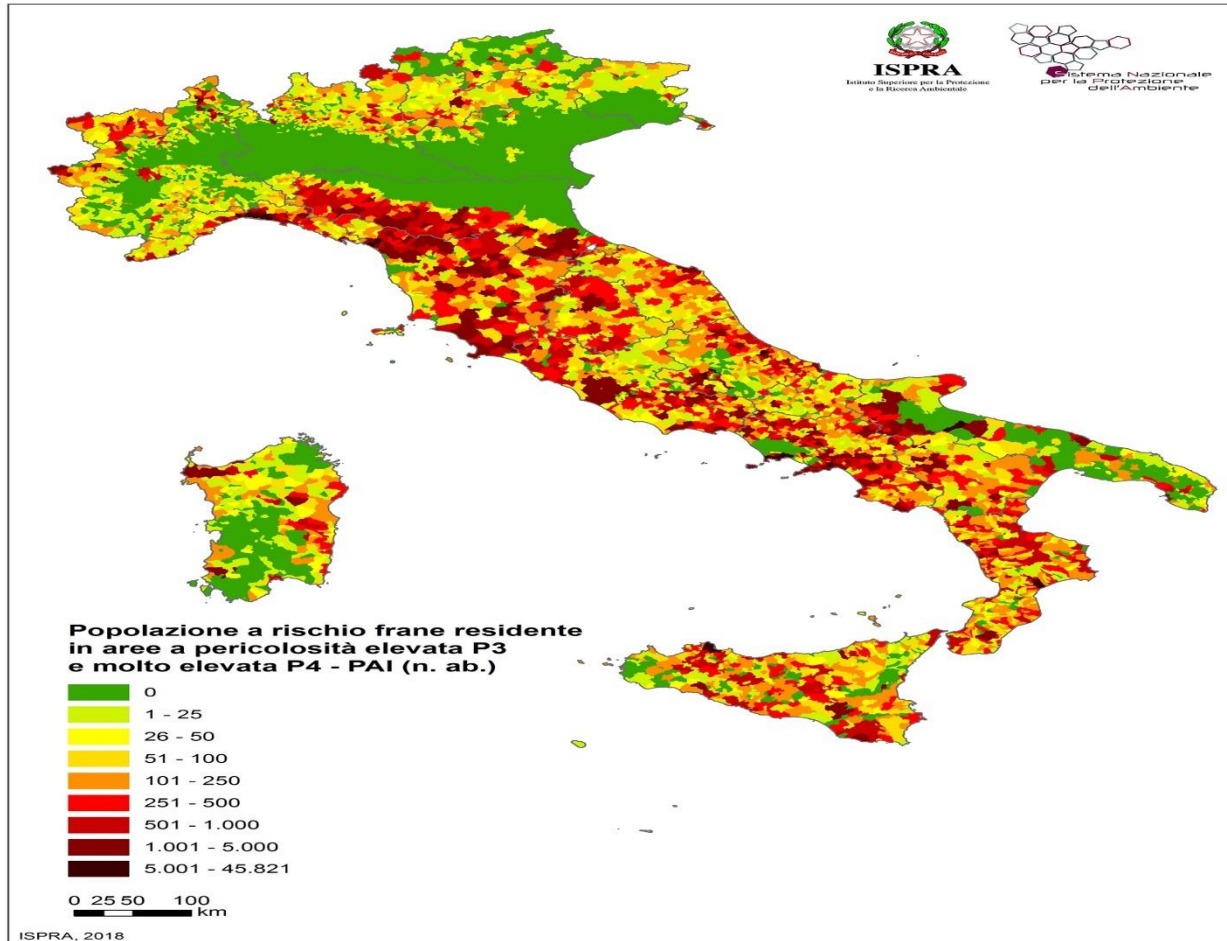 ISPRA
Istituto Superiore per la Protezione
e la Ricerca Ambientale
Sistema Nazionale
per la Protezione
dell'Ambiente
Popolazione a rischio frane residente
in aree a pericolosità elevata P3
e molto elevata P4 - PAI (n. ab.)
0
1 - 25
26 - 50
51 - 100
101 - 250
251 - 500
501 - 1.000
1.001 - 5.000
5.001 - 45.821
0 25 50 100
km
ISPRA, 2018